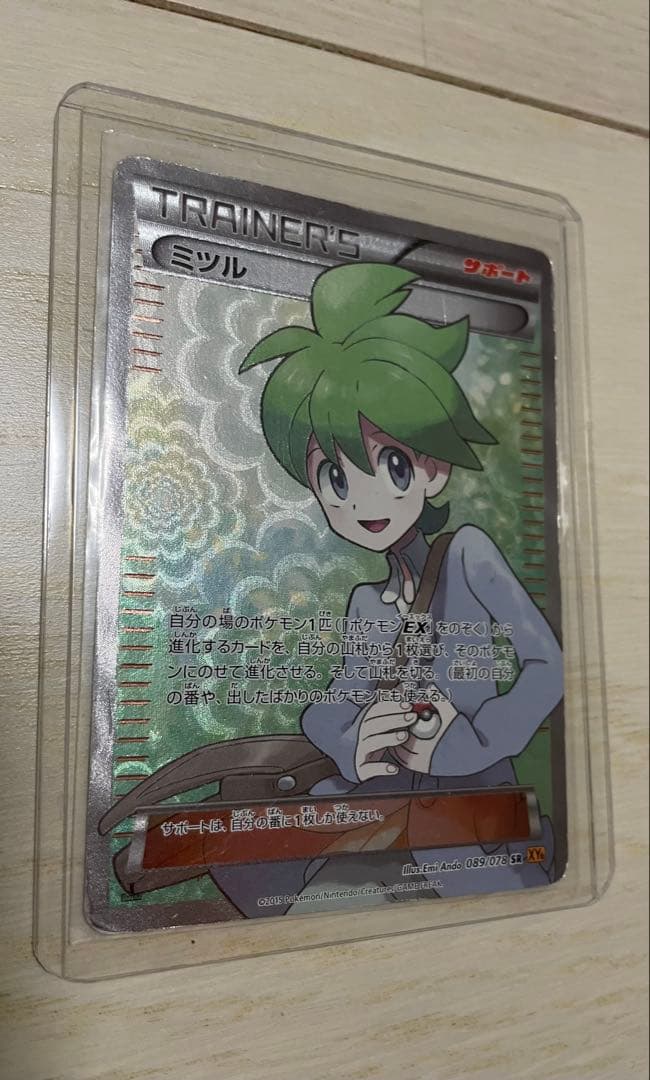 TRAINER'S
ミツル
サポート
自分の場のポケモン1匹(「ポケモンEX」をのぞく)から
進化するカードを、自分の山札から1枚選び、そのポケモ
ンにのせて進化させる。そして山札を切る。(最初の自分
の番や、出したばかりのポケモンにも使える。)
サポートは、自分の番に1枚しか使えない。
Illus.Emi Ando 089/078 SR XY6
©2015 Pokémon/Nintendo/Creatures/GAME FREAK.